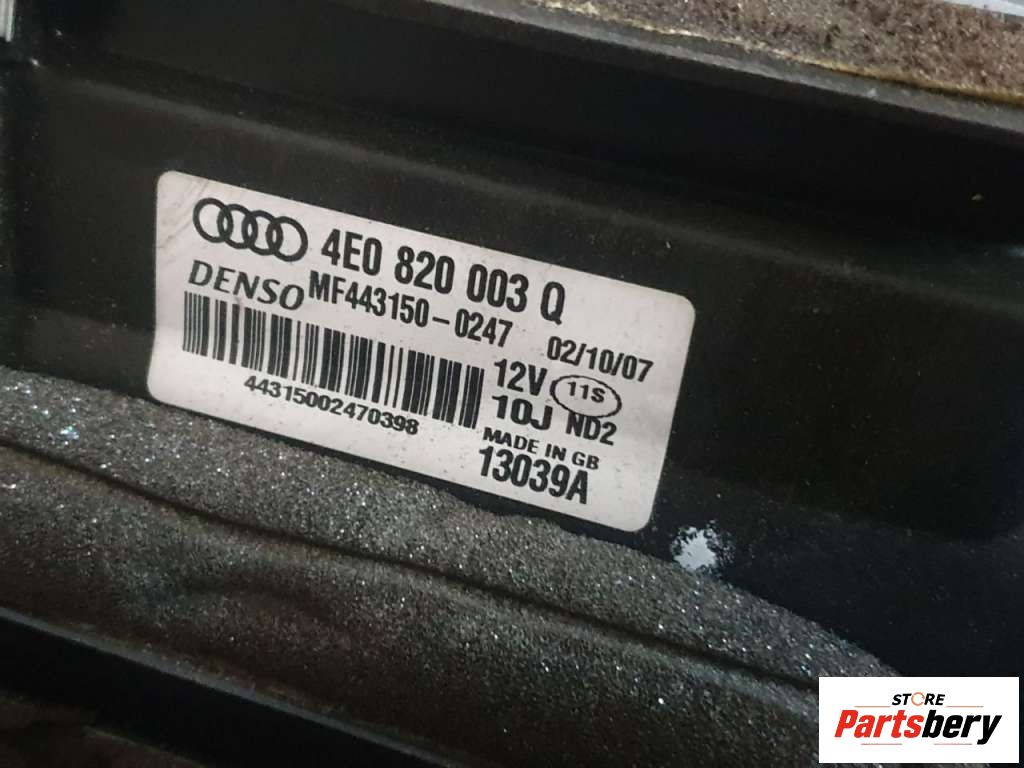 4E0 820 003 Q
DENSO MF443150-0247 02/10/07
12V 11S
10J ND2
44315002470398
MADE IN GB
13039A
STORE
Partsbery